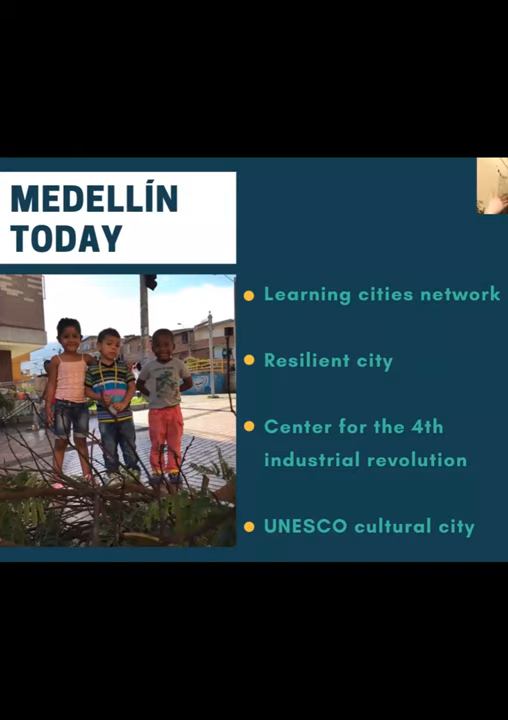 MEDELLÍN
TODAY
Learning cities network
Resilient city
Center for the 4th
industrial revolution
UNESCO cultural city